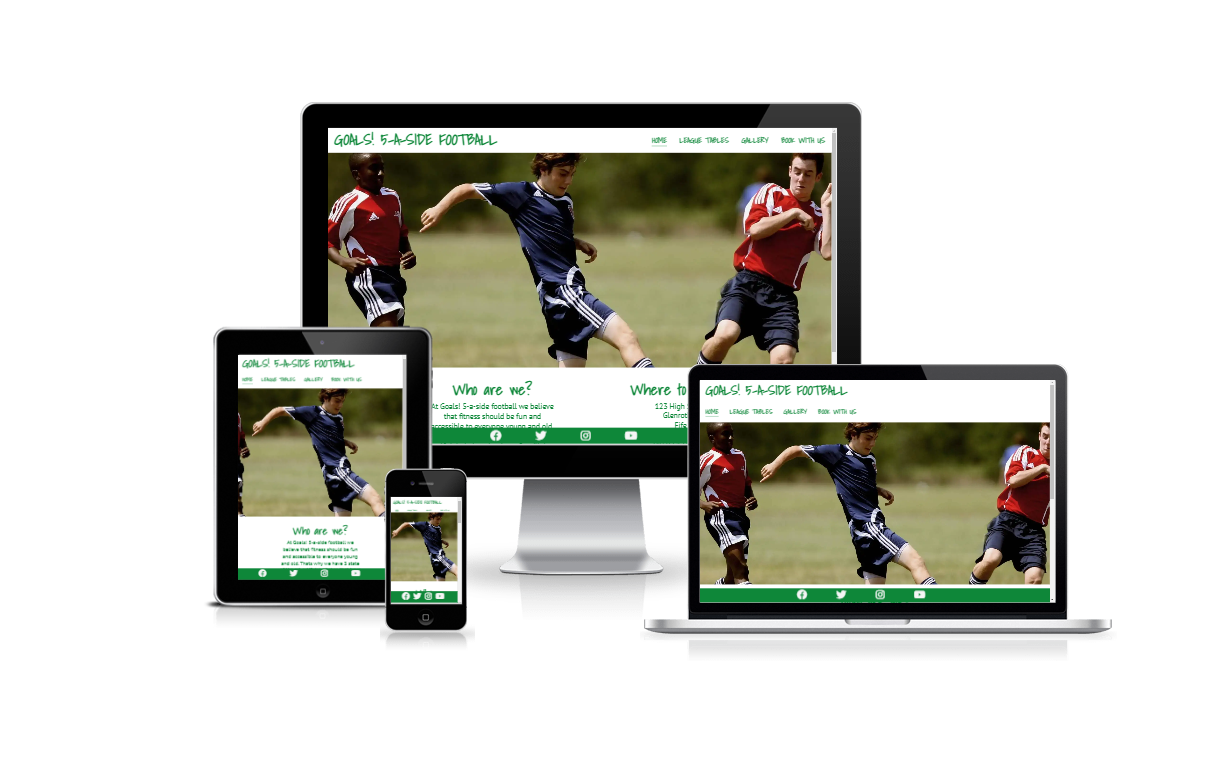 GOALS! 5-A-SIDE FOOTBALL
HOME LEAGUE TABLES GALLERY BOOK WITH US
Who are we?
At Goals! 5-a-side football we believe
that fitness should be fun and
accessible to everyone young and old.
Where to
123 High
Glenrot
Fife
GOALS! 5-A-SIDE FOOTBALL
HOME LEAGUE TABLES GALLERY BOOK WITH US
Who are we?
At Goals! 5-a-side football we
believe that fitness should be fun
and accessible to everyone young
and old. Thats why we have 3 state
GOALS! 5-A-SIDE FOOTBALL
GOALS! 5-A-SIDE FOOTBALL
HOME LEAGUE TABLES GALLERY BOOK WITH US